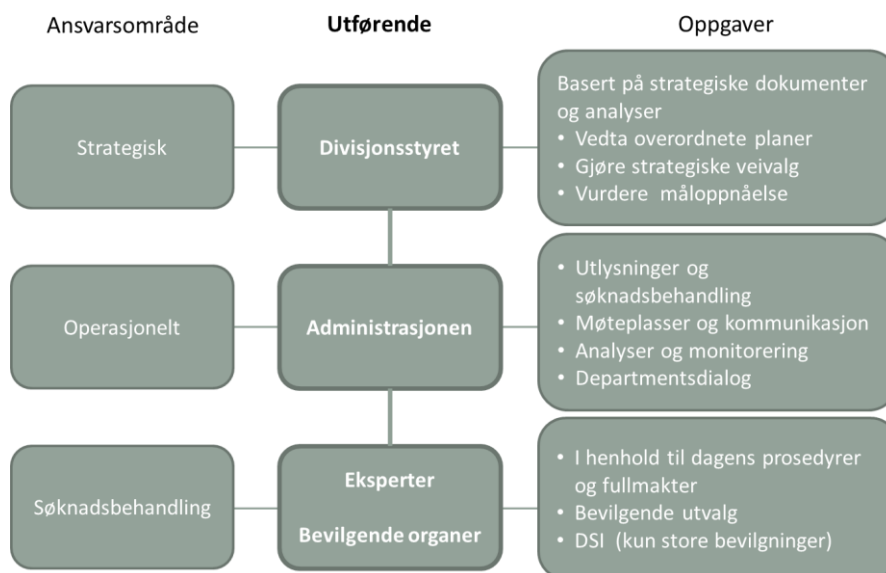 Ansvarsområde
Utførende
Oppgaver
Strategisk
Divisjonsstyret
Basert på strategiske dokumenter
og analyser
• Vedta overordnete planer
• Gjøre strategiske veivalg
• Vurdere måloppnåelse
Operasjonelt
Administrasjonen
• Utlysninger og
søknadsbehandling
• Møteplasser og kommunikasjon
• Analyser og monitorering
• Departmentsdialog
Søknadsbehandling
Eksperter
Bevilgende organer
• I henhold til dagens prosedyrer
og fullmakter
• Bevilgende utvalg
• DSI (kun store bevilgninger)